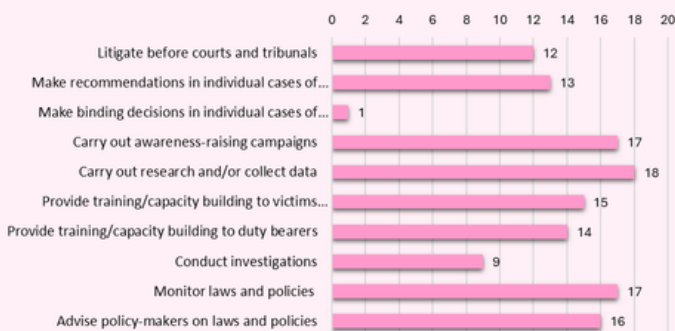 0 2 4 6 8 10 12 14 16 18 20
Litigate before courts and tribunals 12
Make recommendations in individual cases of... 13
Make binding decisions in individual cases of... 1
Carry out awareness-raising campaigns 17
Carry out research and/or collect data 18
Provide training/capacity building to victims... 15
Provide training/capacity building to duty bearers 14
Conduct investigations 9
Monitor laws and policies 17
Advise policy-makers on laws and policies 16